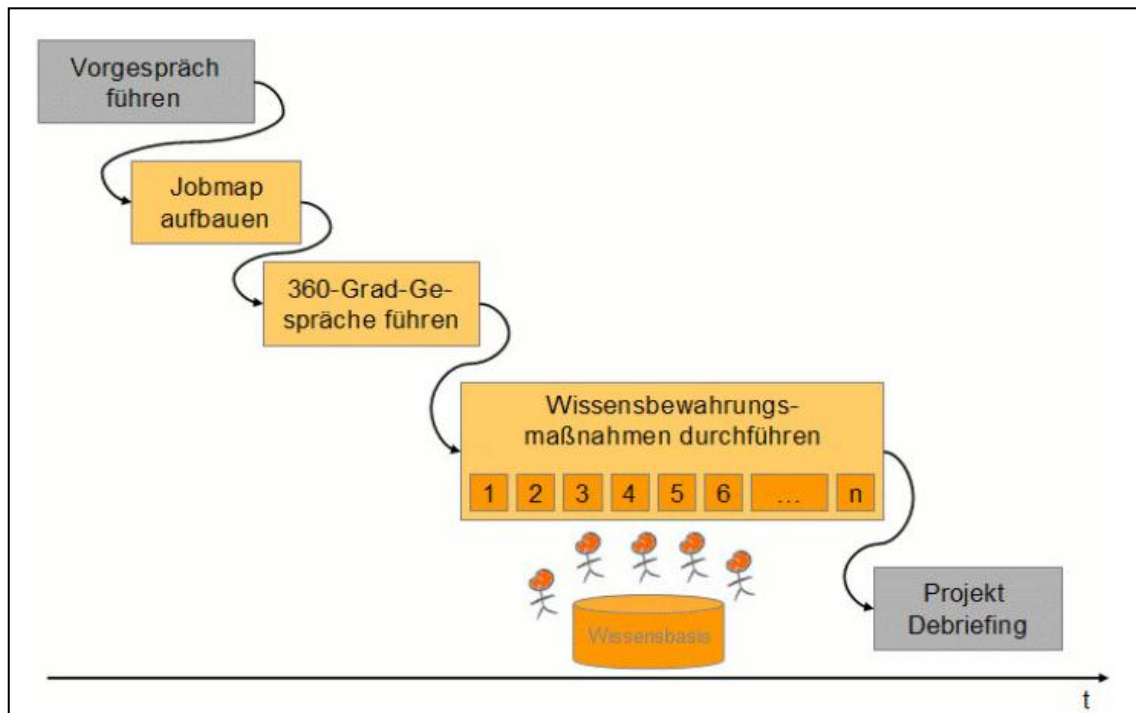 Vorgespräch
führen
Jobmap
aufbauen
360-Grad-Ge-
spräche führen
Wissensbewahrungs-
maßnahmen durchführen
1 2 3 4 5 6 ... n
Wissensbasis
Projekt
Debriefing
t